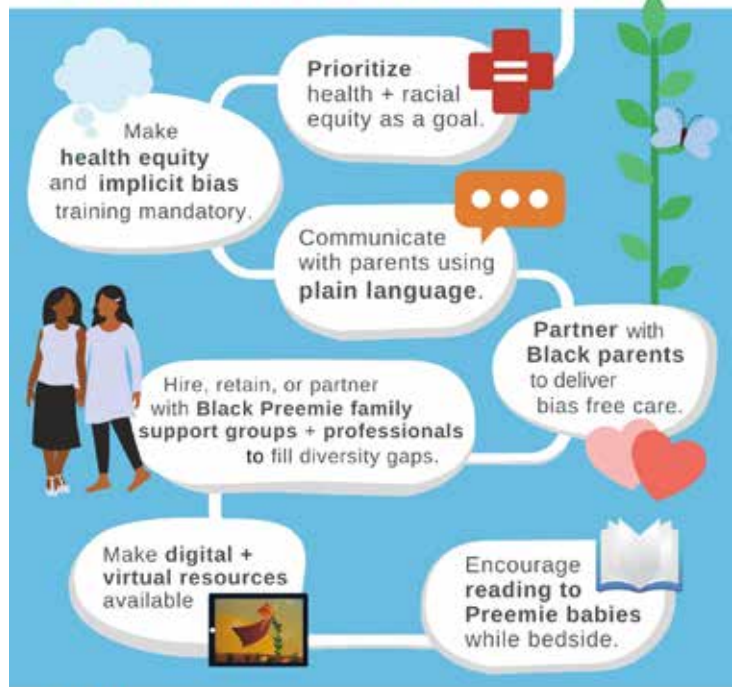 Prioritize
health + racial
equity as a goal.
Make
health equity
and implicit bias
training mandatory.
Communicate
with parents using
plain language.
Partner with
Black parents
to deliver
bias free care.
Hire, retain, or partner
with Black Preemie family
support groups + professionals
to fill diversity gaps.
Make digital +
virtual resources
available
Encourage
reading to
Preemie babies
while bedside.